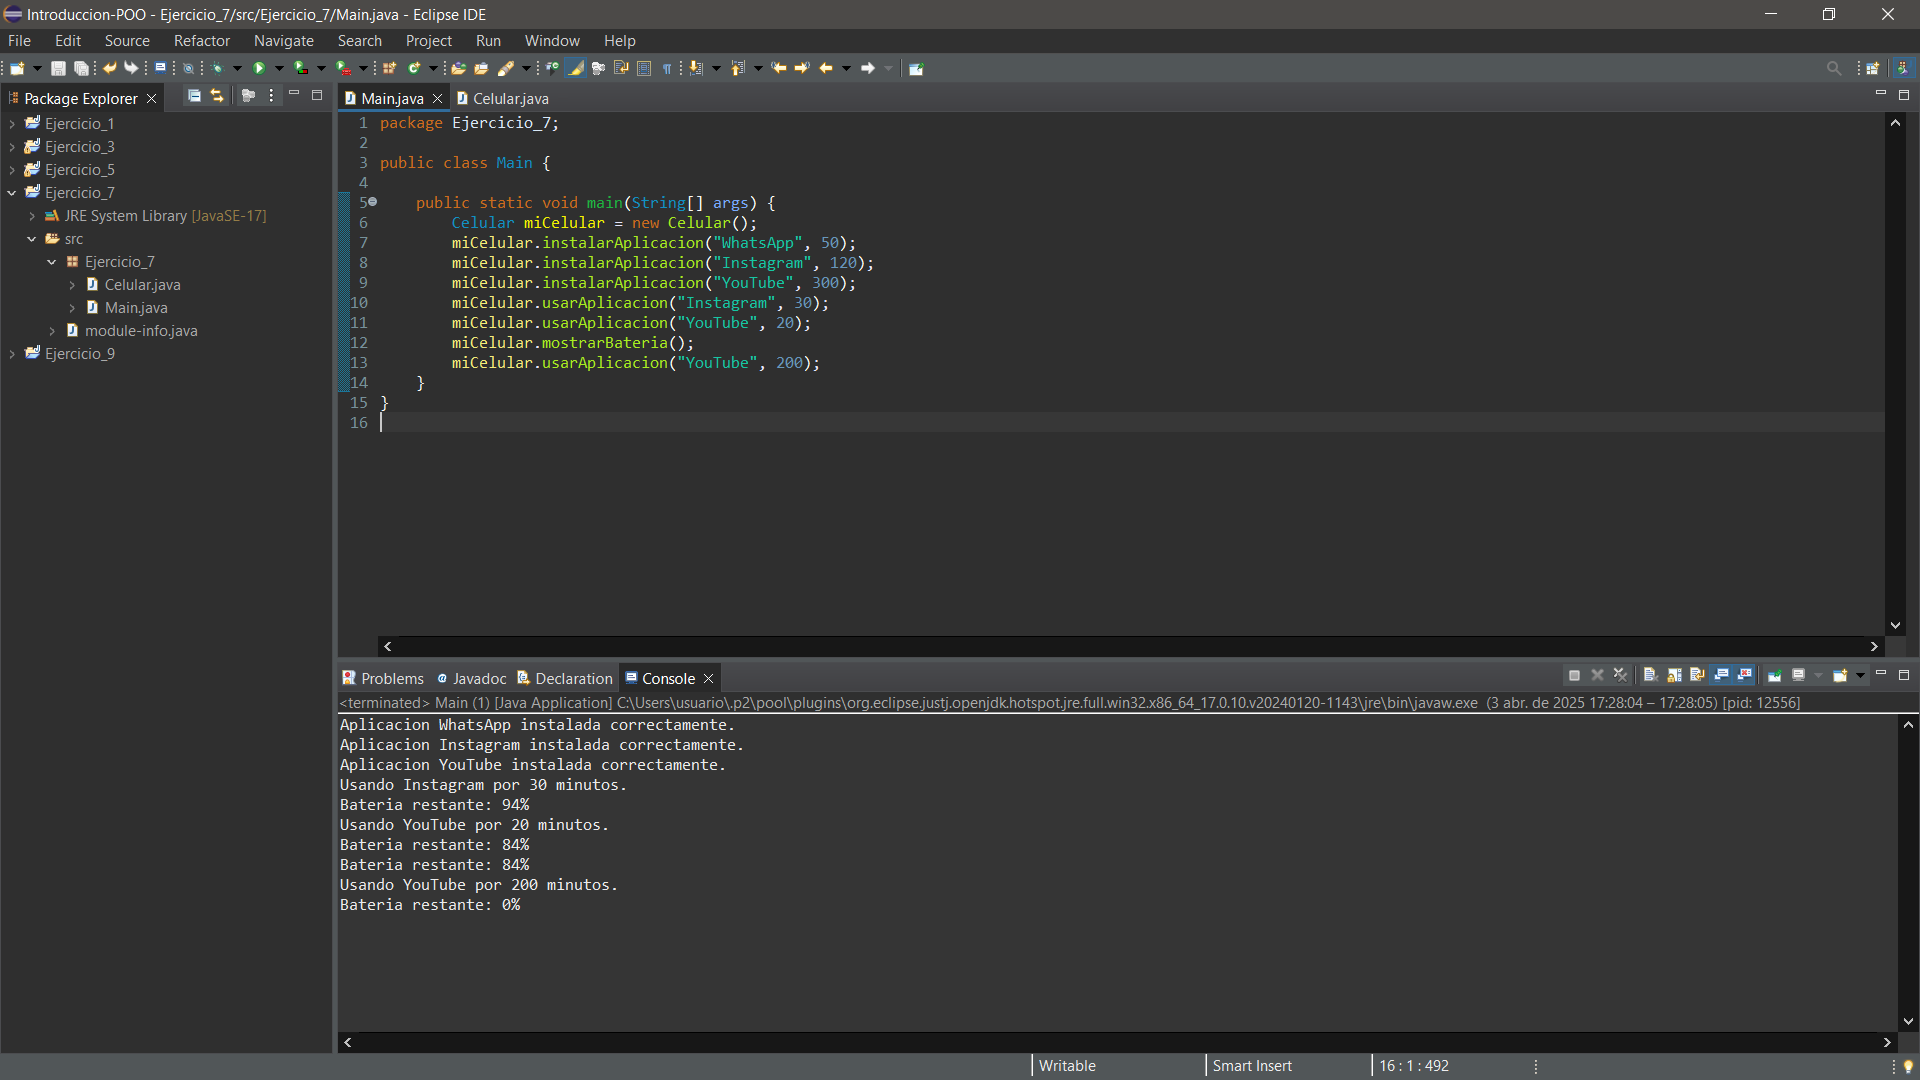 Introduccion-POO - Ejercicio_7/src/Ejercicio_7/Main.java - Eclipse IDE
File Edit Source Refactor Navigate Search Project Run Window Help
Package Explorer
Ejercicio_1
Ejercicio_3
Ejercicio_5
Ejercicio_7
JRE System Library [JavaSE-17]
src
Ejercicio_7
Celular.java
Main.java
module-info.java
Ejercicio_9
Main.java Celular.java
1 package Ejercicio_7;
2
3 public class Main {
4
5 public static void main(String[] args) {
6 Celular miCelular = new Celular();
7 miCelular.instalarAplicacion("WhatsApp", 50);
8 miCelular.instalarAplicacion("Instagram", 120);
9 miCelular.instalarAplicacion("YouTube", 300);
10 miCelular.usarAplicacion("Instagram", 30);
11 miCelular.usarAplicacion("YouTube", 20);
12 miCelular.mostrarBateria();
13 miCelular.usarAplicacion("YouTube", 200);
14 }
15 }
16
Problems Javadoc Declaration Console
<terminated> Main (1) [Java Application] C:\Users\usuario\.p2\pool\plugins\org.eclipse.justj.openjdk.hotspot.jre.full.win32.x86_64_17.0.10.v20240120-1143\jre\bin\javaw.exe (3 abr. de 2025 17:28:04 – 17:28:05) [pid: 12556]
Aplicacion WhatsApp instalada correctamente.
Aplicacion Instagram instalada correctamente.
Aplicacion YouTube instalada correctamente.
Usando Instagram por 30 minutos.
Bateria restante: 94%
Usando YouTube por 20 minutos.
Bateria restante: 84%
Bateria restante: 84%
Usando YouTube por 200 minutos.
Bateria restante: 0%
Writable Smart Insert 16 : 1 : 492